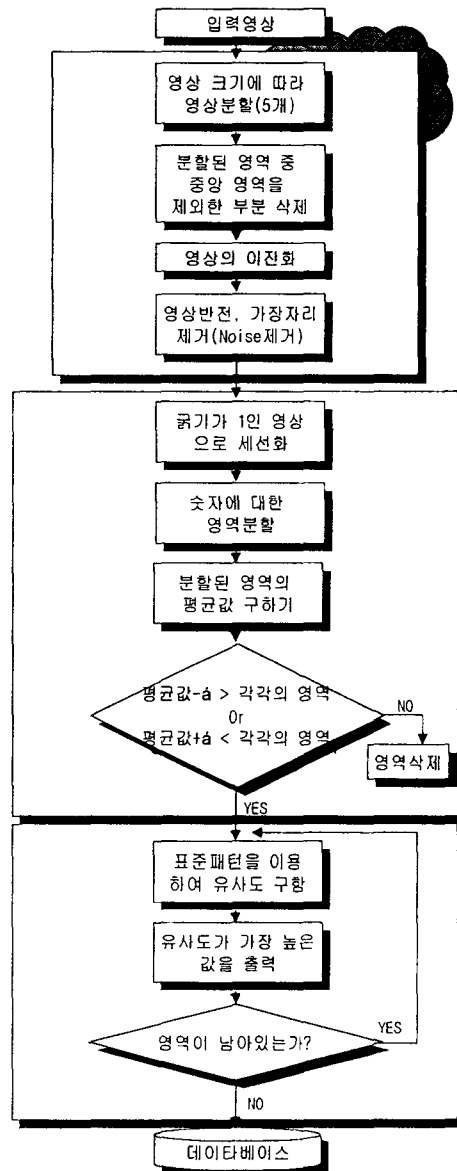 입력영상
영상 크기에 따라
영상분할(5개)
분할된 영역 중
중앙 영역을
제외한 부분 삭제
영상의 이진화
영상반전, 가장자리
제거(Noise제거)
굵기가 1인 영상
으로 세선화
숫자에 대한
영역분할
분할된 영역의
평균값 구하기
평균값-á > 각각의 영역
Or
평균값+á < 각각의 영역
NO
영역삭제
YES
표준패턴을 이용
하여 유사도 구함
유사도가 가장 높은
값을 출력
영역이 남아있는가?
YES
NO
데이타베이스